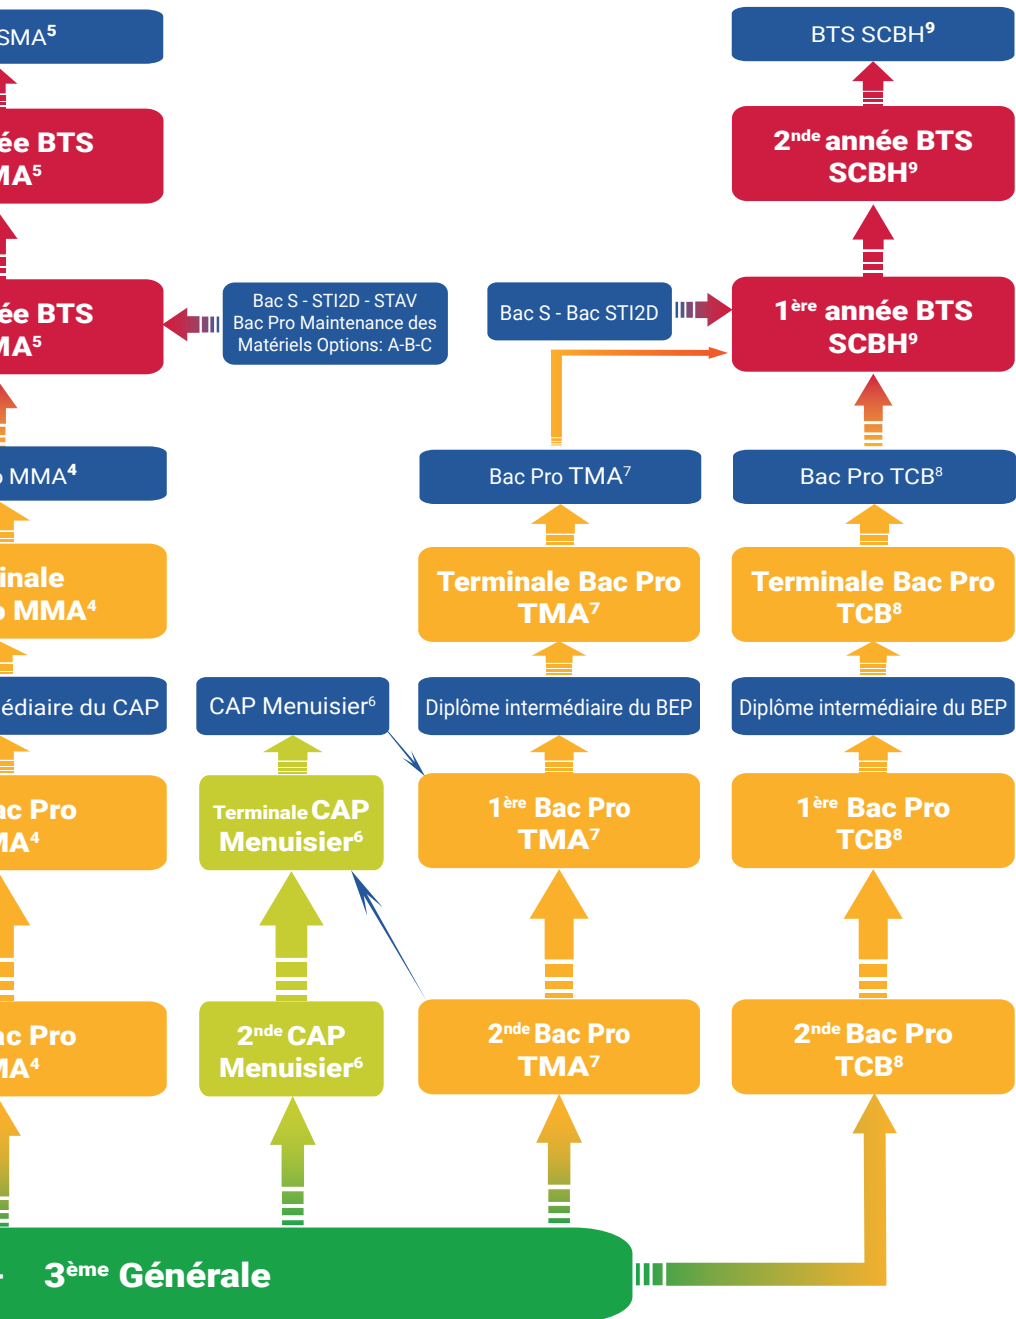 SMA⁵
BTS SCBH⁹
ée BTS
MA⁵
2ⁿᵈᵉ année BTS
SCBH⁹
ée BTS
MA⁵
Bac S - STI2D - STAV
Bac Pro Maintenance des
Matériels Options: A-B-C
Bac S - Bac STI2D
1ᵉʳᵉ année BTS
SCBH⁹
MMA⁴
Bac Pro TMA⁷
Bac Pro TCB⁸
inale
MMA⁴
Terminale Bac Pro
TMA⁷
Terminale Bac Pro
TCB⁸
édiaire du CAP
CAP Menuisier⁶
Diplôme intermédiaire du BEP
Diplôme intermédiaire du BEP
ac Pro
MA⁴
Terminale CAP
Menuisier⁶
1ère Bac Pro
TMA⁷
1ère Bac Pro
TCB⁸
ac Pro
MA⁴
2ⁿᵈᵉ CAP
Menuisier⁶
2ⁿᵈᵉ Bac Pro
TMA⁷
2ⁿᵈᵉ Bac Pro
TCB⁸
3ème Générale